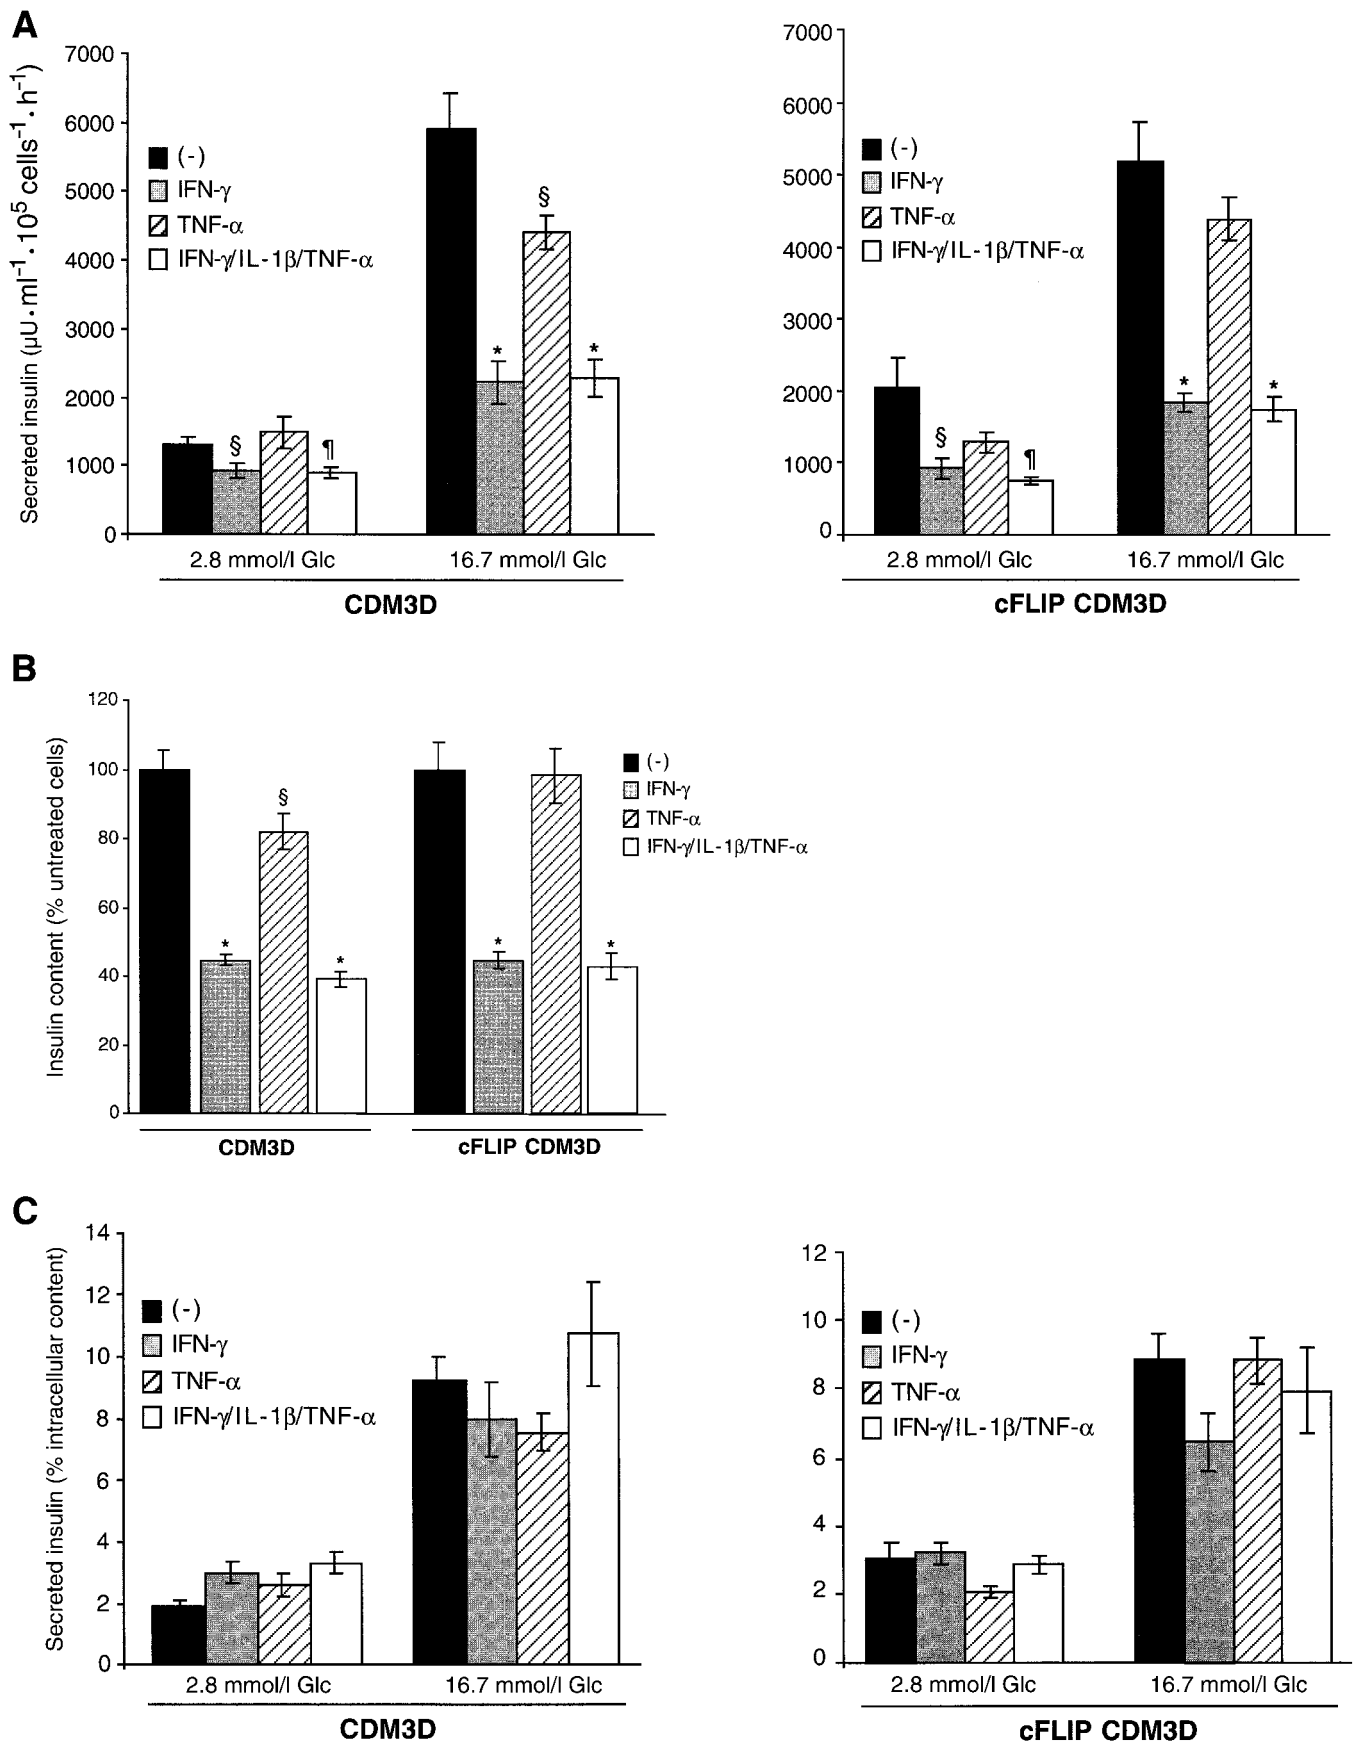 A
Secreted insulin (µU·ml⁻¹·10⁵ cells⁻¹·h⁻¹)
7000
6000
5000
4000
3000
2000
1000
0
(-)
IFN-γ
TNF-α
IFN-γ/IL-1β/TNF-α
§
¶
*
§
*
2.8 mmol/l Glc
16.7 mmol/l Glc
CDM3D
7000
6000
5000
4000
3000
2000
1000
0
(-)
IFN-γ
TNF-α
IFN-γ/IL-1β/TNF-α
§
¶
*
*
2.8 mmol/l Glc
16.7 mmol/l Glc
cFLIP CDM3D
B
Insulin content (% untreated cells)
120
100
80
60
40
20
0
*
§
*
*
*
(-)
IFN-γ
TNF-α
IFN-γ/IL-1β/TNF-α
CDM3D
cFLIP CDM3D
C
Secreted insulin (% intracellular content)
14
12
10
8
6
4
2
0
(-)
IFN-γ
TNF-α
IFN-γ/IL-1β/TNF-α
2.8 mmol/l Glc
16.7 mmol/l Glc
CDM3D
12
10
8
6
4
2
0
(-)
IFN-γ
TNF-α
IFN-γ/IL-1β/TNF-α
2.8 mmol/l Glc
16.7 mmol/l Glc
cFLIP CDM3D